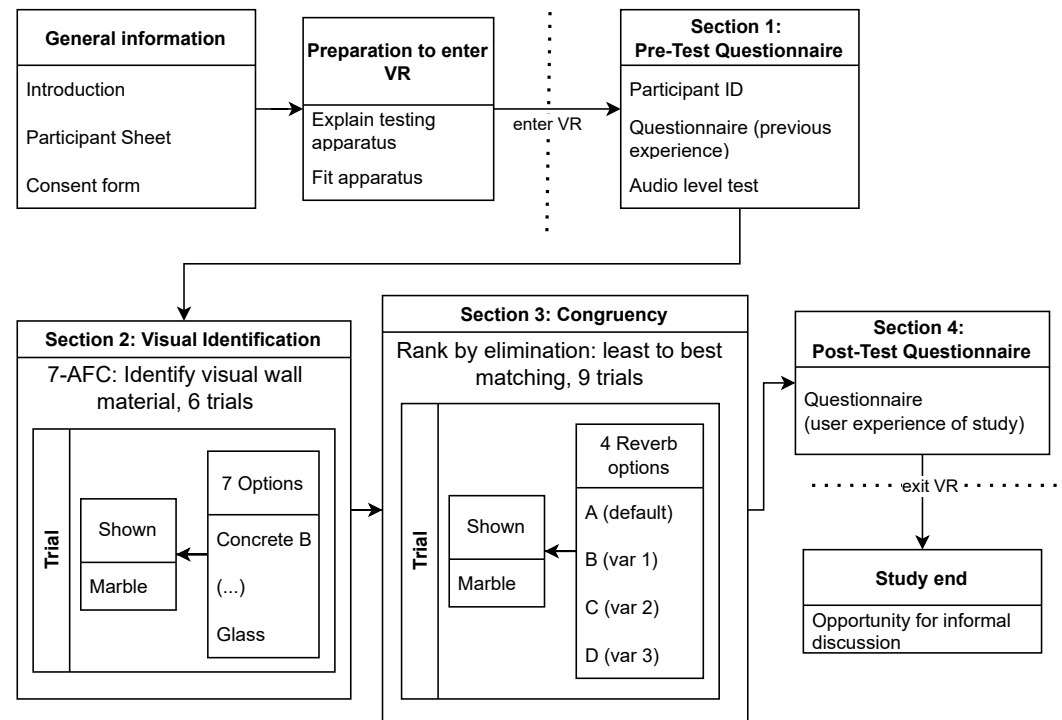 General information
Introduction
Participant Sheet
Consent form
Preparation to enter
VR
Explain testing
apparatus
Fit apparatus
enter VR
Section 1:
Pre-Test Questionnaire
Participant ID
Questionnaire (previous
experience)
Audio level test
Section 2: Visual Identification
7-AFC: Identify visual wall
material, 6 trials
Trial
Shown
Marble
7 Options
Concrete B
(...)
Glass
Section 3: Congruency
Rank by elimination: least to best
matching, 9 trials
Trial
Shown
Marble
4 Reverb
options
A (default)
B (var 1)
C (var 2)
D (var 3)
Section 4:
Post-Test Questionnaire
Questionnaire
(user experience of study)
exit VR
Study end
Opportunity for informal
discussion